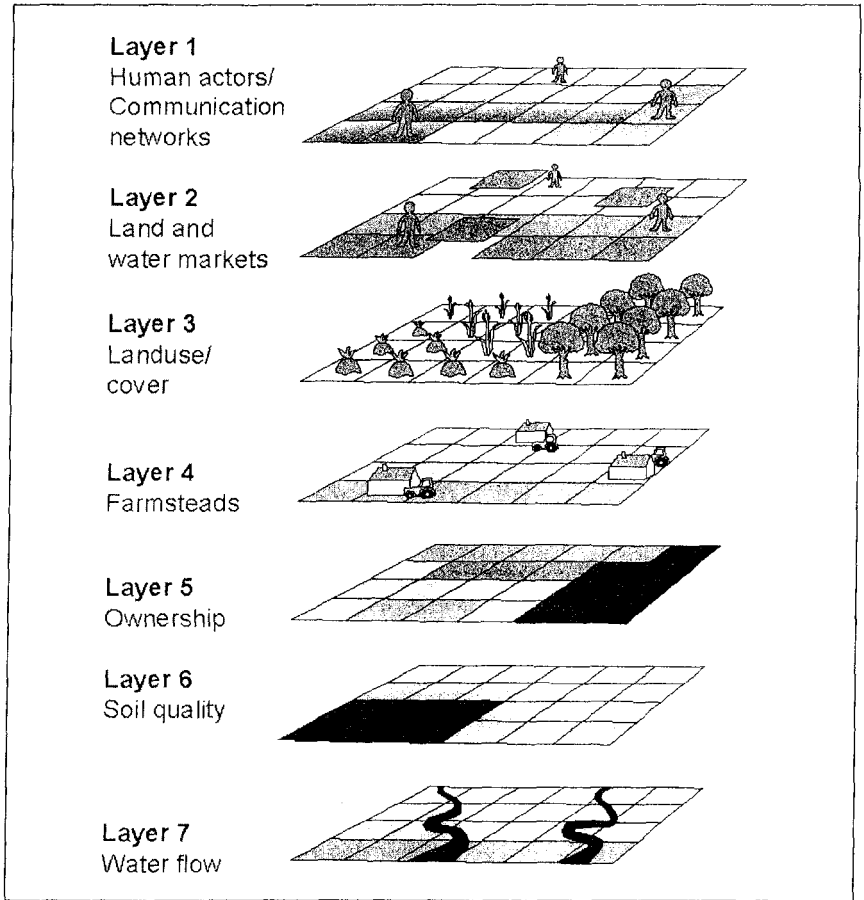 Layer 1
Human actors/
Communication
networks
Layer 2
Land and
water markets
Layer 3
Landuse/
cover
Layer 4
Farmsteads
Layer 5
Ownership
Layer 6
Soil quality
Layer 7
Water flow